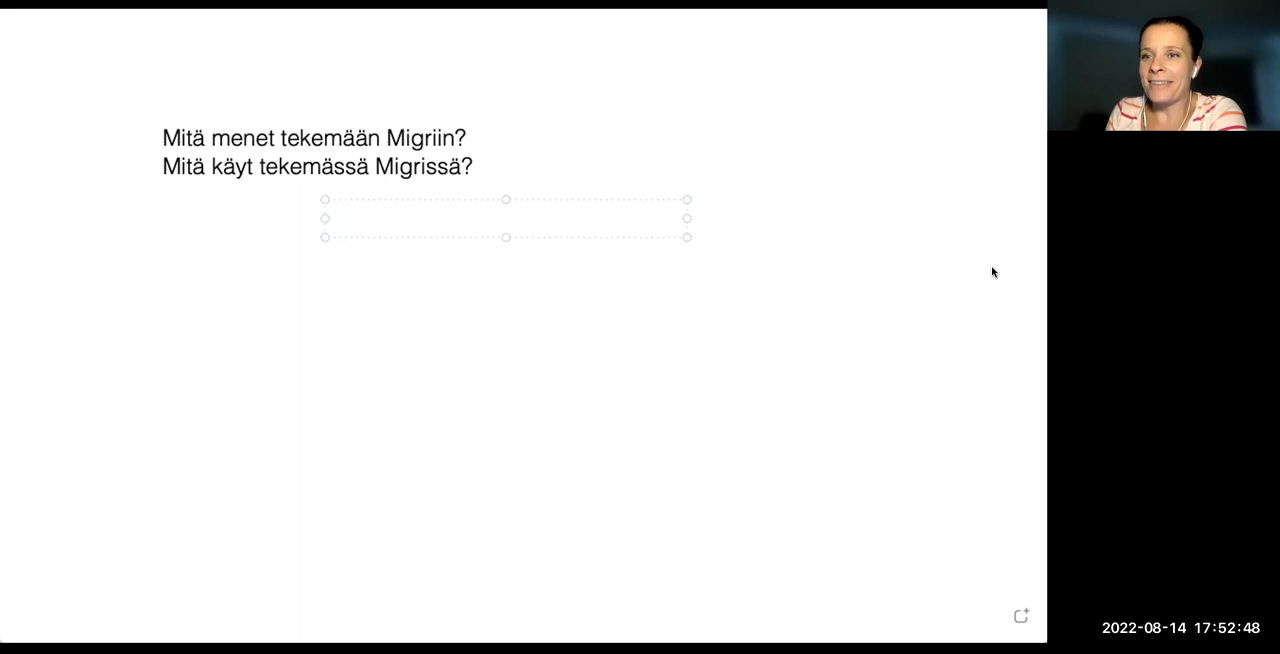 Mitä menet tekemään Migriin?
Mitä käyt tekemässä Migrissä?
2022-08-14 17:52:48